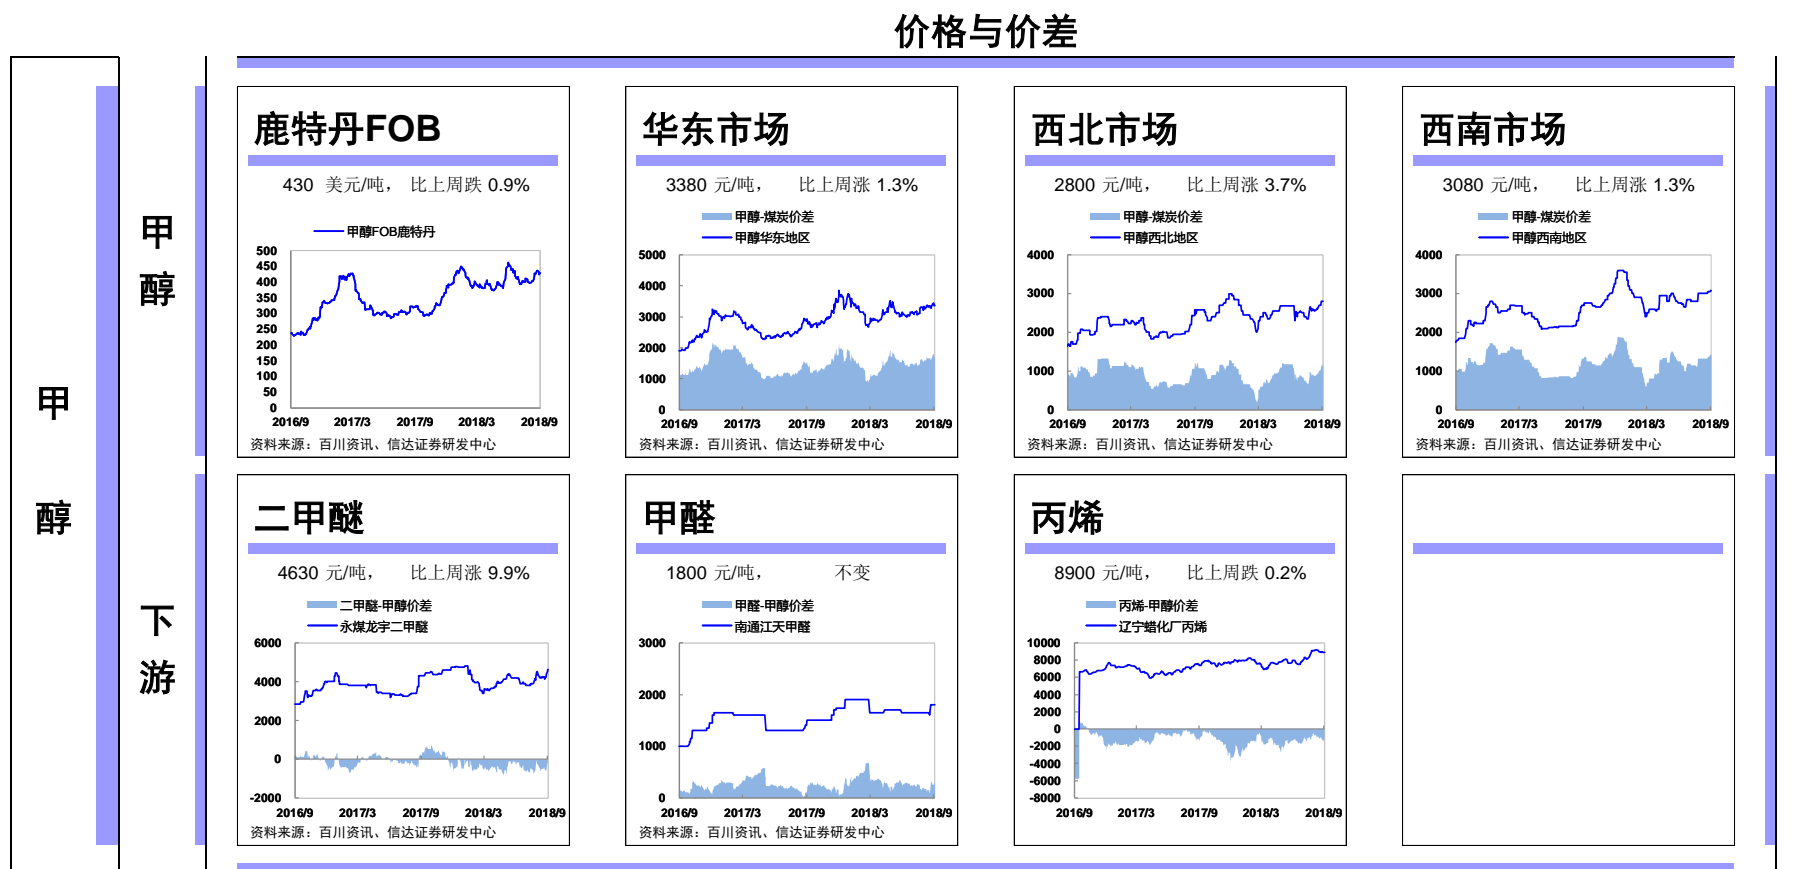 价格与价差
甲
醇
甲
醇
下
游
鹿特丹FOB
430 美元/吨， 比上周跌 0.9%
甲醇FOB鹿特丹
500
450
400
350
300
250
200
150
100
50
0
2016/9 2017/3 2017/9 2018/3 2018/9
资料来源：百川资讯、信达证券研发中心
华东市场
3380 元/吨， 比上周涨 1.3%
甲醇-煤炭价差
甲醇华东地区
5000
4000
3000
2000
1000
0
2016/9 2017/3 2017/9 2018/3 2018/9
资料来源：百川资讯、信达证券研发中心
西北市场
2800 元/吨， 比上周涨 3.7%
甲醇-煤炭价差
甲醇西北地区
4000
3000
2000
1000
0
2016/9 2017/3 2017/9 2018/3 2018/9
资料来源：百川资讯、信达证券研发中心
西南市场
3080 元/吨， 比上周涨 1.3%
甲醇-煤炭价差
甲醇西南地区
4000
3000
2000
1000
0
2016/9 2017/3 2017/9 2018/3 2018/9
资料来源：百川资讯、信达证券研发中心
二甲醚
4630 元/吨， 比上周涨 9.9%
二甲醚-甲醇价差
永煤龙宇二甲醚
6000
4000
2000
0
-2000
2016/9 2017/3 2017/9 2018/3 2018/9
资料来源：百川资讯、信达证券研发中心
甲醛
1800 元/吨， 不变
甲醛-甲醇价差
南通江天甲醛
3000
2000
1000
0
2016/9 2017/3 2017/9 2018/3 2018/9
资料来源：百川资讯、信达证券研发中心
丙烯
8900 元/吨， 比上周跌 0.2%
丙烯-甲醇价差
辽宁蜡化厂丙烯
10000
8000
6000
4000
2000
0
-2000
-4000
-6000
-8000
2016/9 2017/3 2017/9 2018/3 2018/9